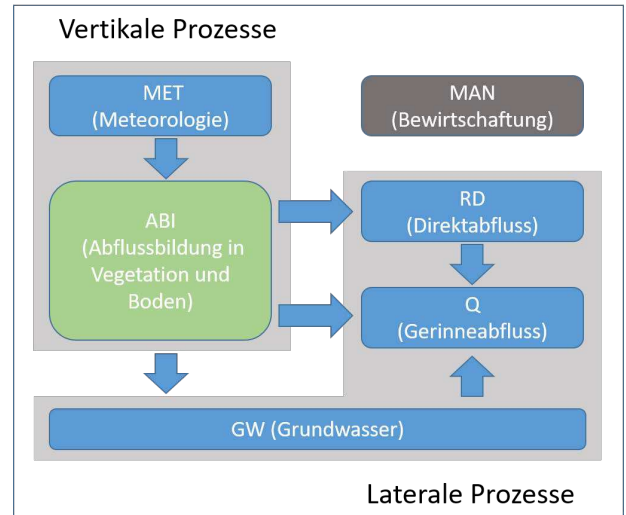 Vertikale Prozesse
MET
(Meteorologie)
MAN
(Bewirtschaftung)
ABI
(Abflussbildung in
Vegetation und
Boden)
RD
(Direktabfluss)
Q
(Gerinneabfluss)
GW (Grundwasser)
Laterale Prozesse